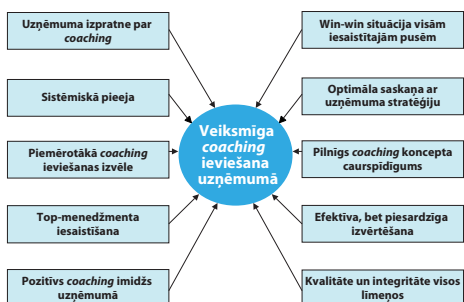 Uzņēmuma izpratne par
coaching
Sistēmiskā pieeja
Piemērotākā coaching
ieviešanas izvēle
Top-menedžmenta
iesaistīšana
Pozitīvs coaching imidžs
uzņēmumā
Veiksmīga
coaching
ieviešana
uzņēmumā
Win-win situācija visām
iesaistītajām pusēm
Optimāla saskaņa ar
uzņēmuma stratēģiju
Pilnīgs coaching koncepta
caurspīdīgums
Efektīva, bet piesardzīga
izvērtēšana
Kvalitāte un integritāte visos
līmeņos